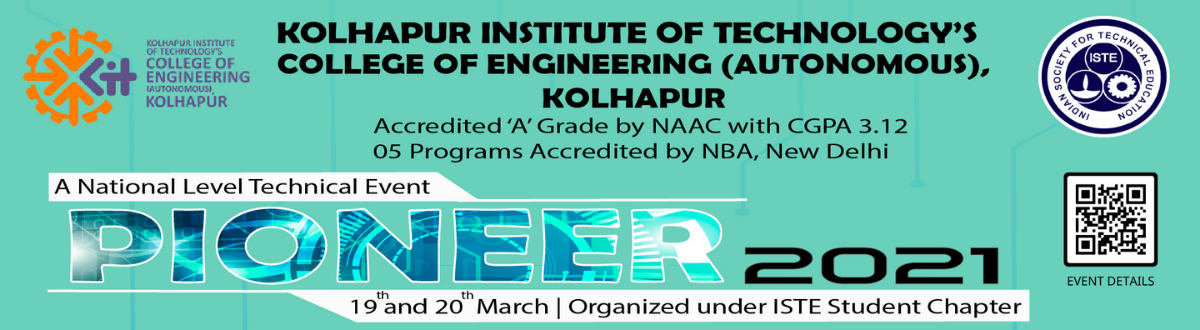 KOLHAPUR INSTITUTE
OF TECHNOLOGY'S
COLLEGE OF
ENGINEERING
(AUTONOMOUS),
KOLHAPUR
Kit
KOLHAPUR INSTITUTE OF TECHNOLOGY'S
COLLEGE OF ENGINEERING (AUTONOMOUS),
KOLHAPUR
Accredited 'A' Grade by NAAC with CGPA 3.12
05 Programs Accredited by NBA, New Delhi
INDIAN SOCIETY FOR TECHNICAL EDUCATION
ISTE
A National Level Technical Event
PIONEER 2021
19th and 20th March | Organized under ISTE Student Chapter
EVENT DETAILS